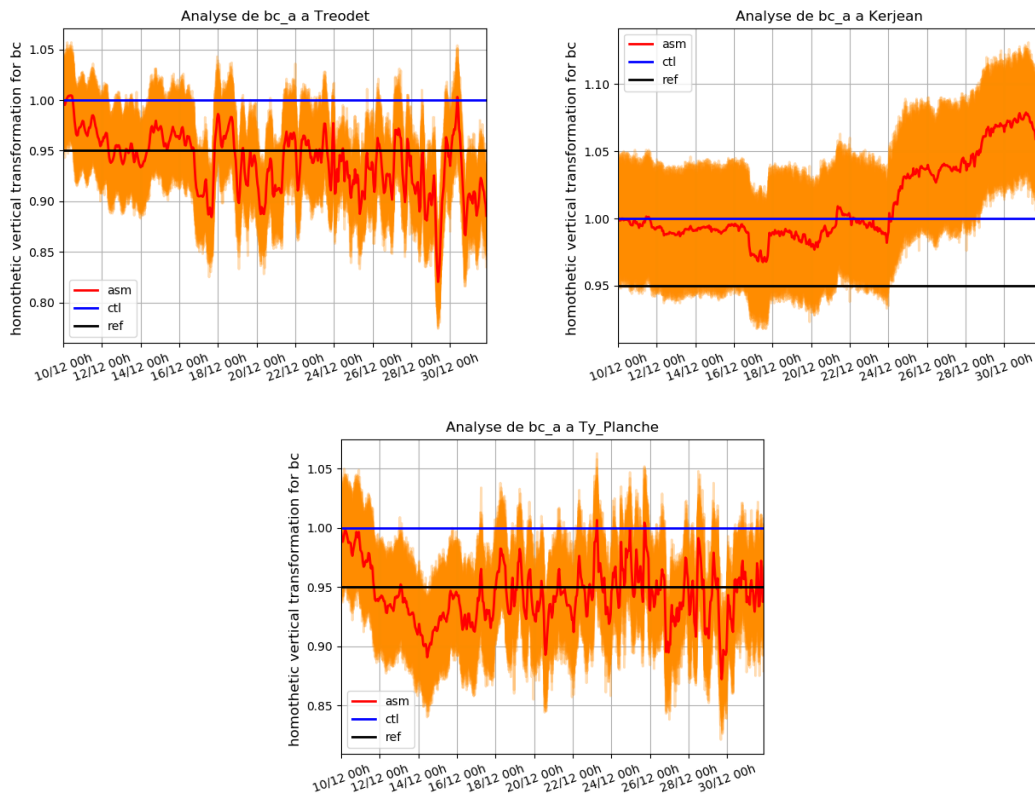 Analyse de bc_a a Treodet
homothetic vertical transformation for bc
1.05
1.00
0.95
0.90
0.85
0.80
asm
ctl
ref
10/12 00h 12/12 00h 14/12 00h 16/12 00h 18/12 00h 20/12 00h 22/12 00h 24/12 00h 26/12 00h 28/12 00h 30/12 00h
Analyse de bc_a a Kerjean
homothetic vertical transformation for bc
asm
ctl
ref
1.10
1.05
1.00
0.95
10/12 00h 12/12 00h 14/12 00h 16/12 00h 18/12 00h 20/12 00h 22/12 00h 24/12 00h 26/12 00h 28/12 00h 30/12 00h
Analyse de bc_a a Ty_Planche
homothetic vertical transformation for bc
1.05
1.00
0.95
0.90
0.85
asm
ctl
ref
10/12 00h 12/12 00h 14/12 00h 16/12 00h 18/12 00h 20/12 00h 22/12 00h 24/12 00h 26/12 00h 28/12 00h 30/12 00h